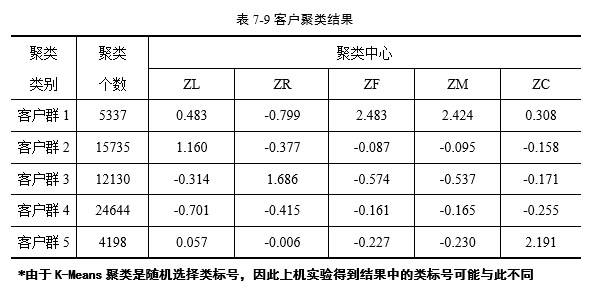 表 7-9 客户聚类结果
聚类类别 聚类个数 聚类中心
ZL ZR ZF ZM ZC
客户群 1 5337 0.483 -0.799 2.483 2.424 0.308
客户群 2 15735 1.160 -0.377 -0.087 -0.095 -0.158
客户群 3 12130 -0.314 1.686 -0.574 -0.537 -0.171
客户群 4 24644 -0.701 -0.415 -0.161 -0.165 -0.255
客户群 5 4198 0.057 -0.006 -0.227 -0.230 2.191
*由于 K-Means 聚类是随机选择类标号，因此上机实验得到结果中的类标号可能与此不同